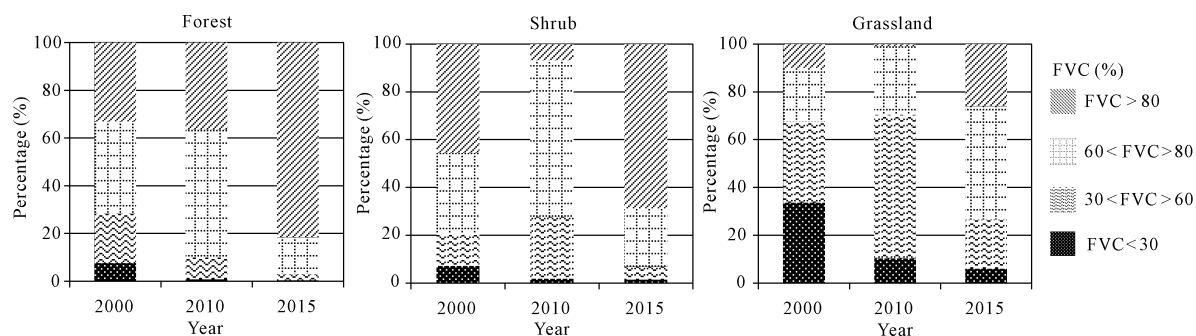 Forest
Percentage (%)
100
80
60
40
20
0
2000 2010 2015
Year
Shrub
Percentage (%)
100
80
60
40
20
0
2000 2010 2015
Year
Grassland
Percentage (%)
100
80
60
40
20
0
2000 2010 2015
Year
FVC (%)
FVC > 80
60 < FVC > 80
30 < FVC > 60
FVC < 30